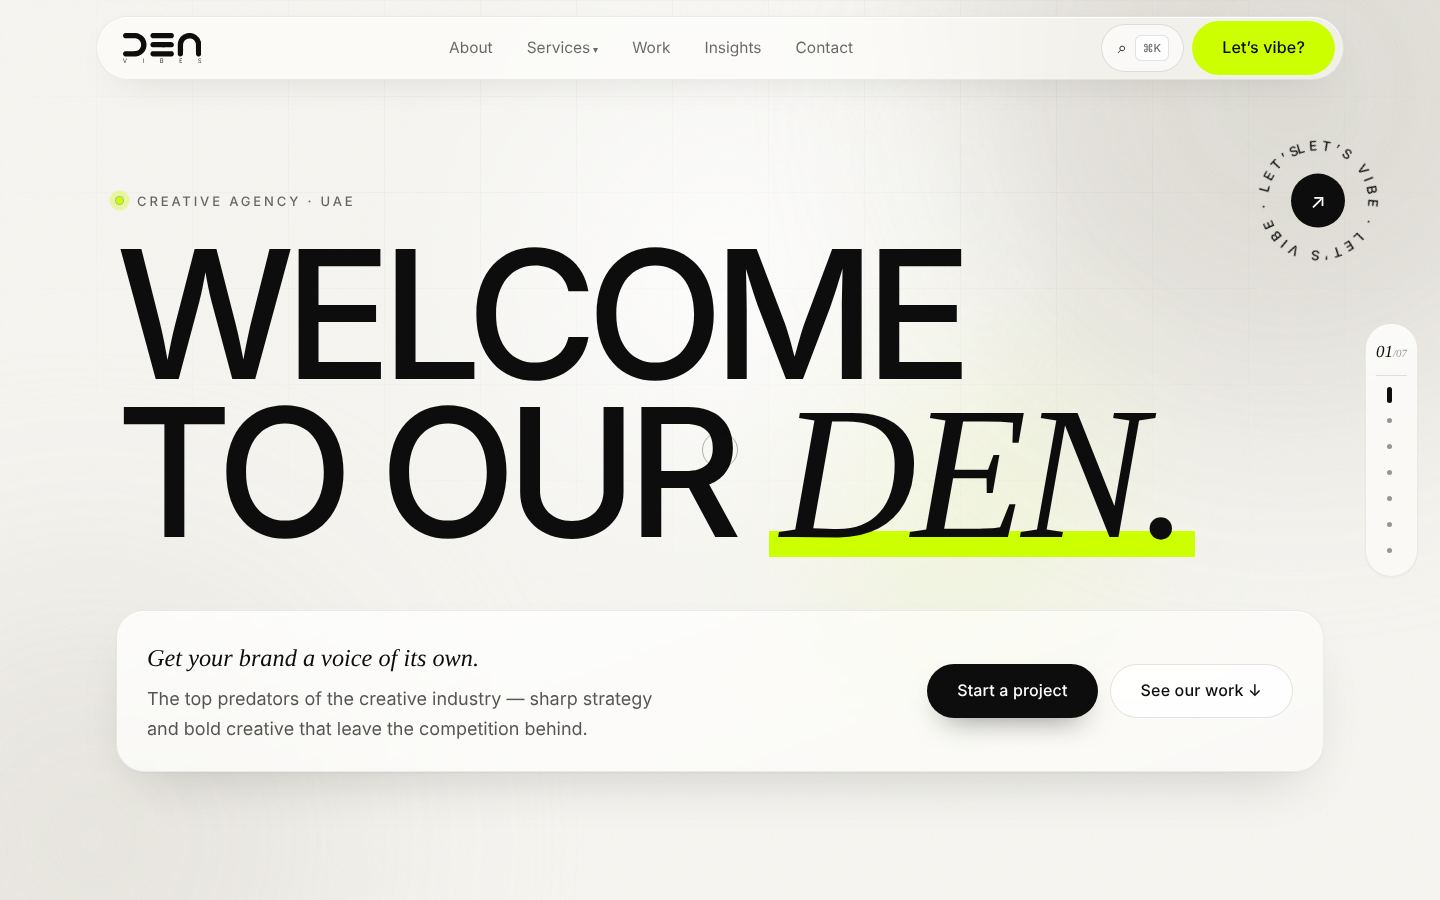 DEN
VIBES
About
Services ▾
Work
Insights
Contact
⌘K
Let's vibe?
LET'S VIBE · LET'S VIBE · LET'S
CREATIVE AGENCY · UAE
WELCOME
TO OUR DEN.
01/07
Get your brand a voice of its own.
The top predators of the creative industry — sharp strategy
and bold creative that leave the competition behind.
Start a project
See our work ↓